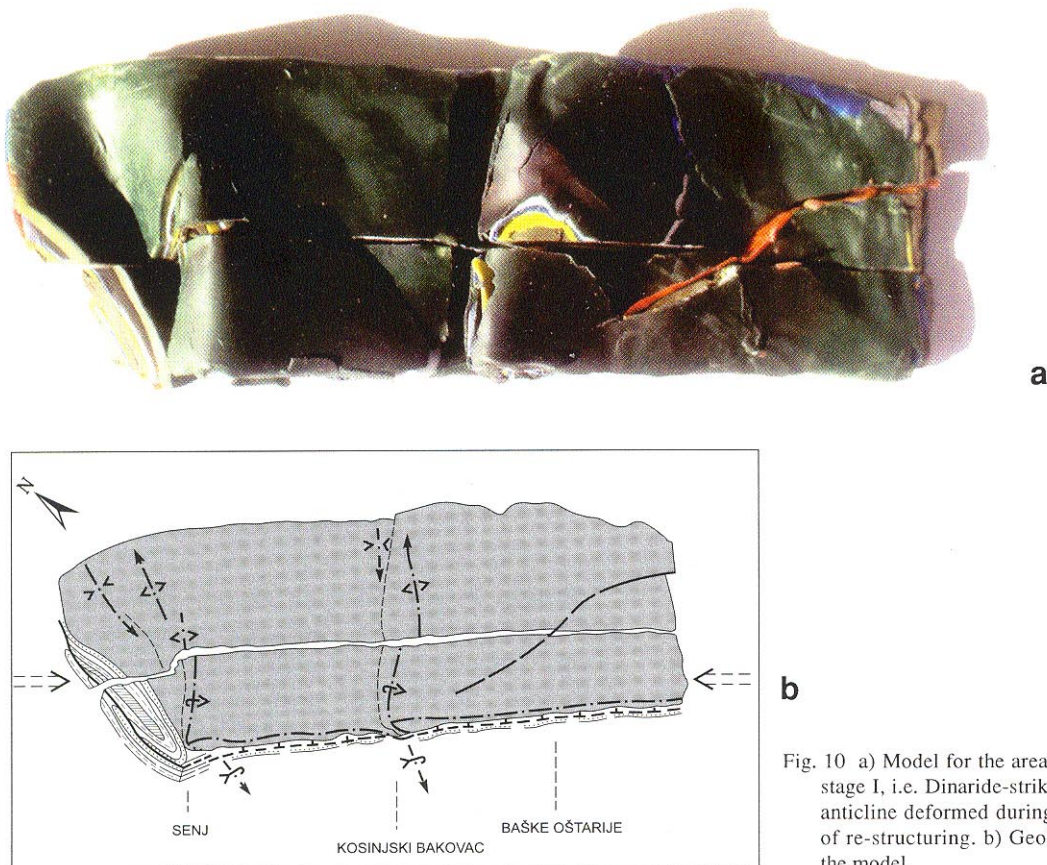 a
N
b
SENJ
KOSINJSKI BAKOVAC
BAŠKE OŠTARIJE
Fig. 10 a) Model for the area
stage I, i.e. Dinaride-strik
anticline deformed during
of re-structuring. b) Geo
the model